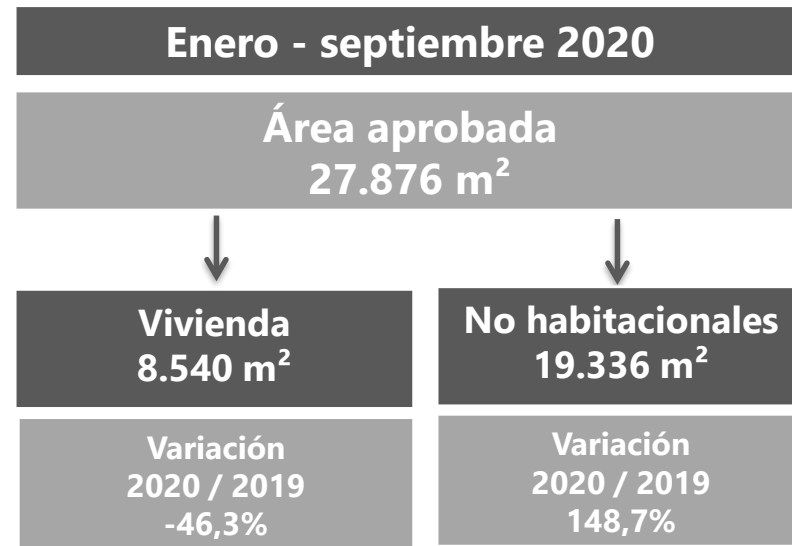 Enero - septiembre 2020
Área aprobada
27.876 m²
Vivienda
8.540 m²
No habitacionales
19.336 m²
Variación
2020 / 2019
-46,3%
Variación
2020 / 2019
148,7%